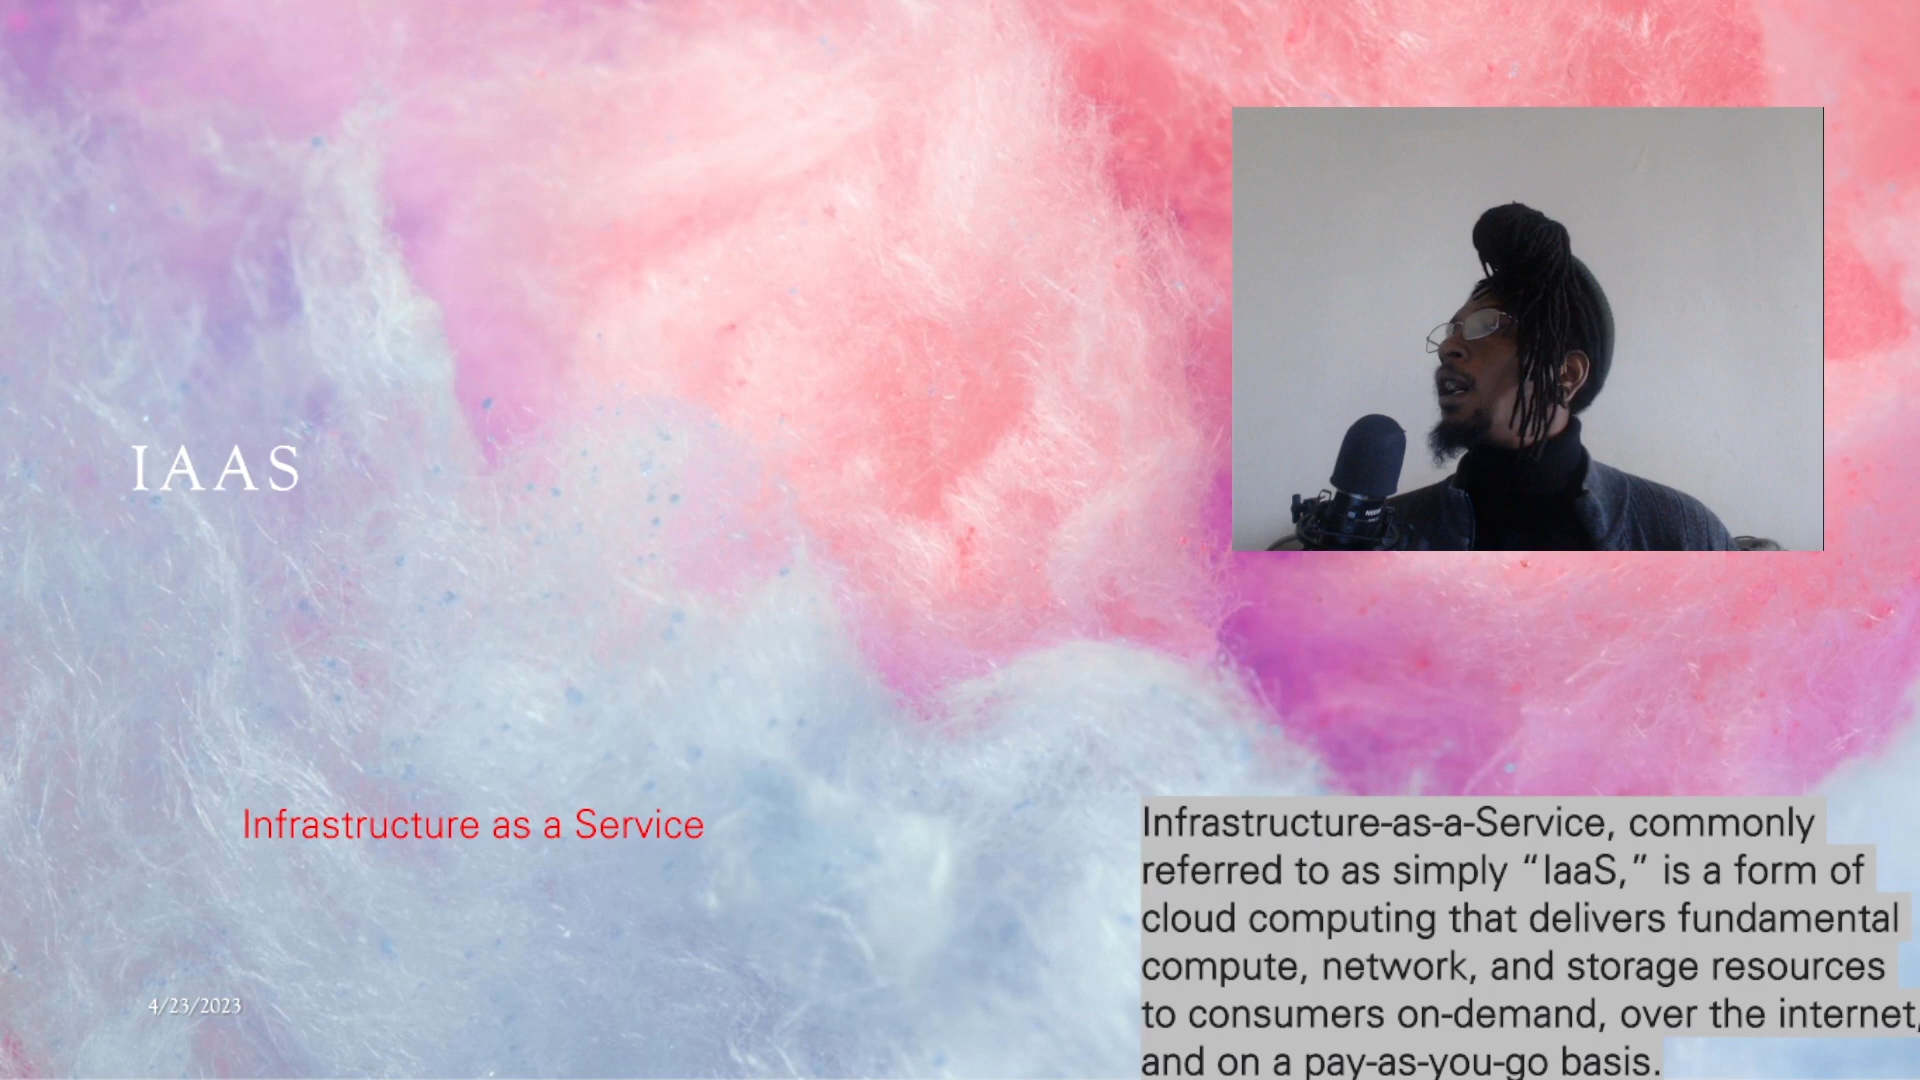 IAAS
Infrastructure as a Service
Infrastructure-as-a-Service, commonly
referred to as simply “IaaS,” is a form of
cloud computing that delivers fundamental
compute, network, and storage resources
to consumers on-demand, over the internet,
and on a pay-as-you-go basis.
4/23/2023